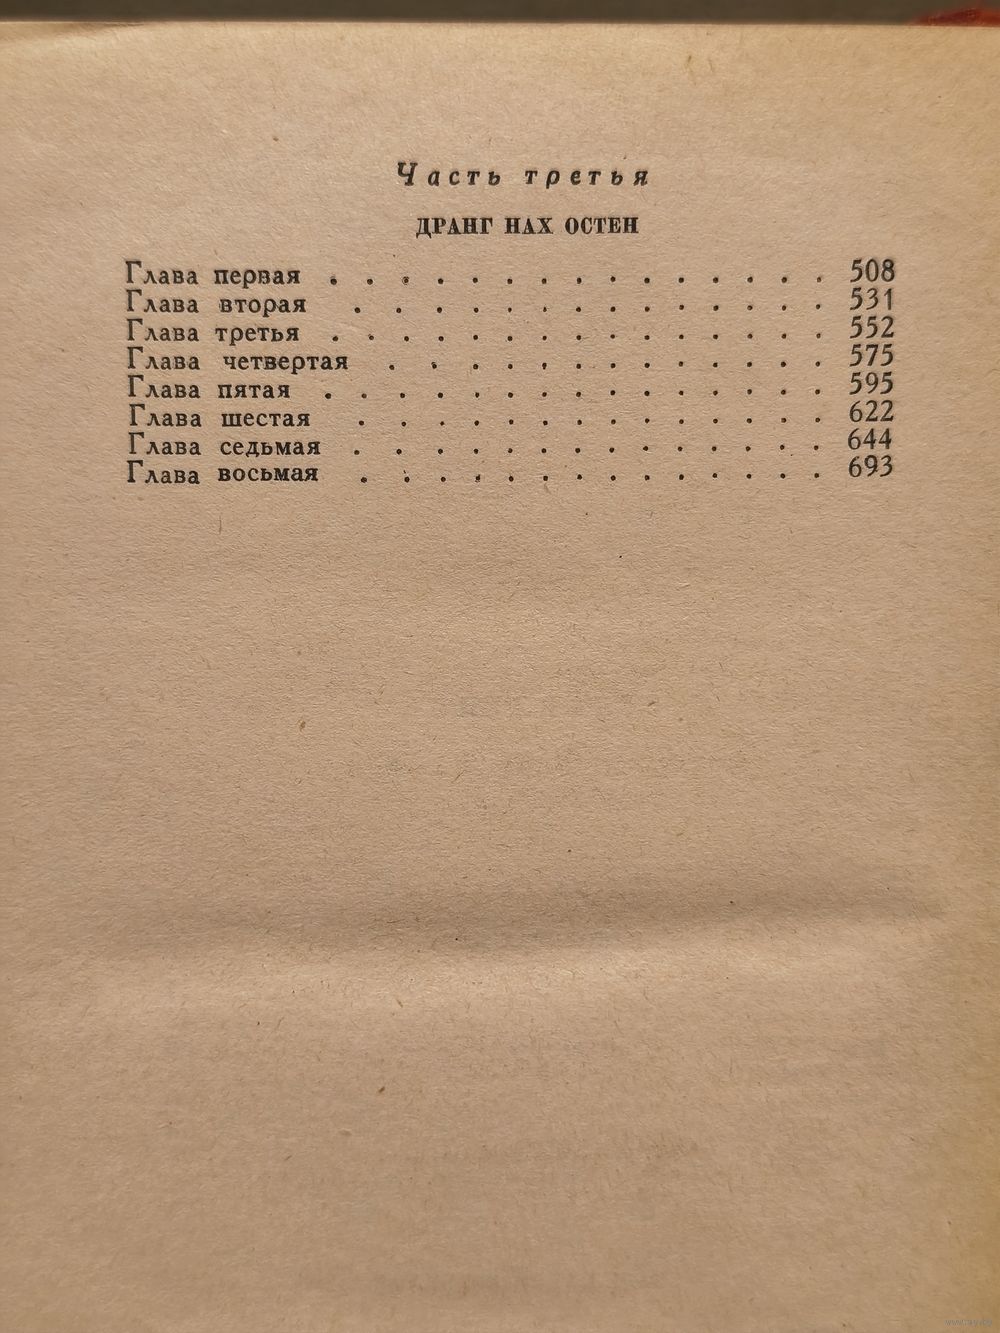 Часть третья
ДРАНГ НАХ ОСТЕН
Глава первая . . . . . . . . . . . . . . . 508
Глава вторая . . . . . . . . . . . . . . 531
Глава третья . . . . . . . . . . . . . . . 552
Глава четвертая . . . . . . . . . . . . . 575
Глава пятая . . . . . . . . . . . . . . . 595
Глава шестая . . . . . . . . . . . . . . 622
Глава седьмая . . . . . . . . . . . . . . 644
Глава восьмая . . . . . . . . . . . . . . 693